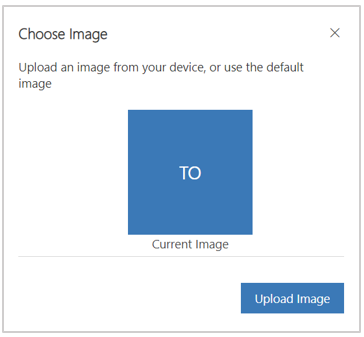 Choose Image
Upload an image from your device, or use the default
image
TO
Current Image
Upload Image